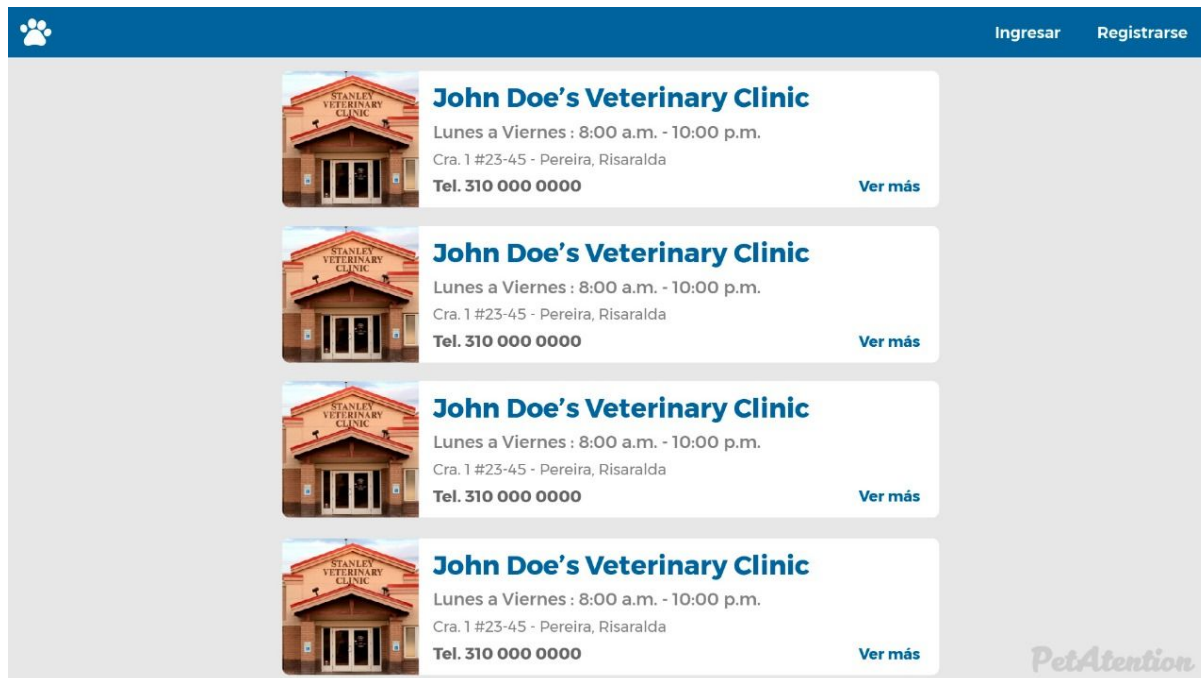 Ingresar Registrarse
STANLEY
VETERINARY
CLINIC
John Doe’s Veterinary Clinic
Lunes a Viernes : 8:00 a.m. - 10:00 p.m.
Cra. 1 #23-45 - Pereira, Risaralda
Tel. 310 000 0000
Ver más
STANLEY
VETERINARY
CLINIC
John Doe’s Veterinary Clinic
Lunes a Viernes : 8:00 a.m. - 10:00 p.m.
Cra. 1 #23-45 - Pereira, Risaralda
Tel. 310 000 0000
Ver más
STANLEY
VETERINARY
CLINIC
John Doe’s Veterinary Clinic
Lunes a Viernes : 8:00 a.m. - 10:00 p.m.
Cra. 1 #23-45 - Pereira, Risaralda
Tel. 310 000 0000
Ver más
STANLEY
VETERINARY
CLINIC
John Doe’s Veterinary Clinic
Lunes a Viernes : 8:00 a.m. - 10:00 p.m.
Cra. 1 #23-45 - Pereira, Risaralda
Tel. 310 000 0000
Ver más
PetAtention